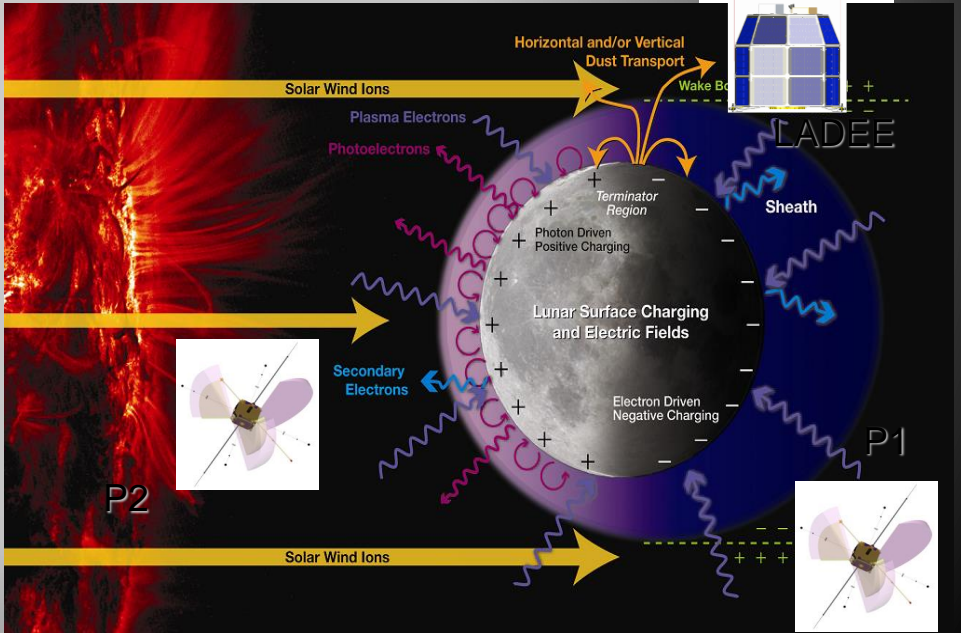 Horizontal and/or Vertical
Dust Transport
Solar Wind Ions
Wake
+ +
– –
LADEE
Plasma Electrons
Photoelectrons
Terminator
Region
Sheath
Photon Driven
Positive Charging
Lunar Surface Charging
and Electric Fields
Secondary
Electrons
Electron Driven
Negative Charging
P1
P2
Solar Wind Ions
– –
+ + +